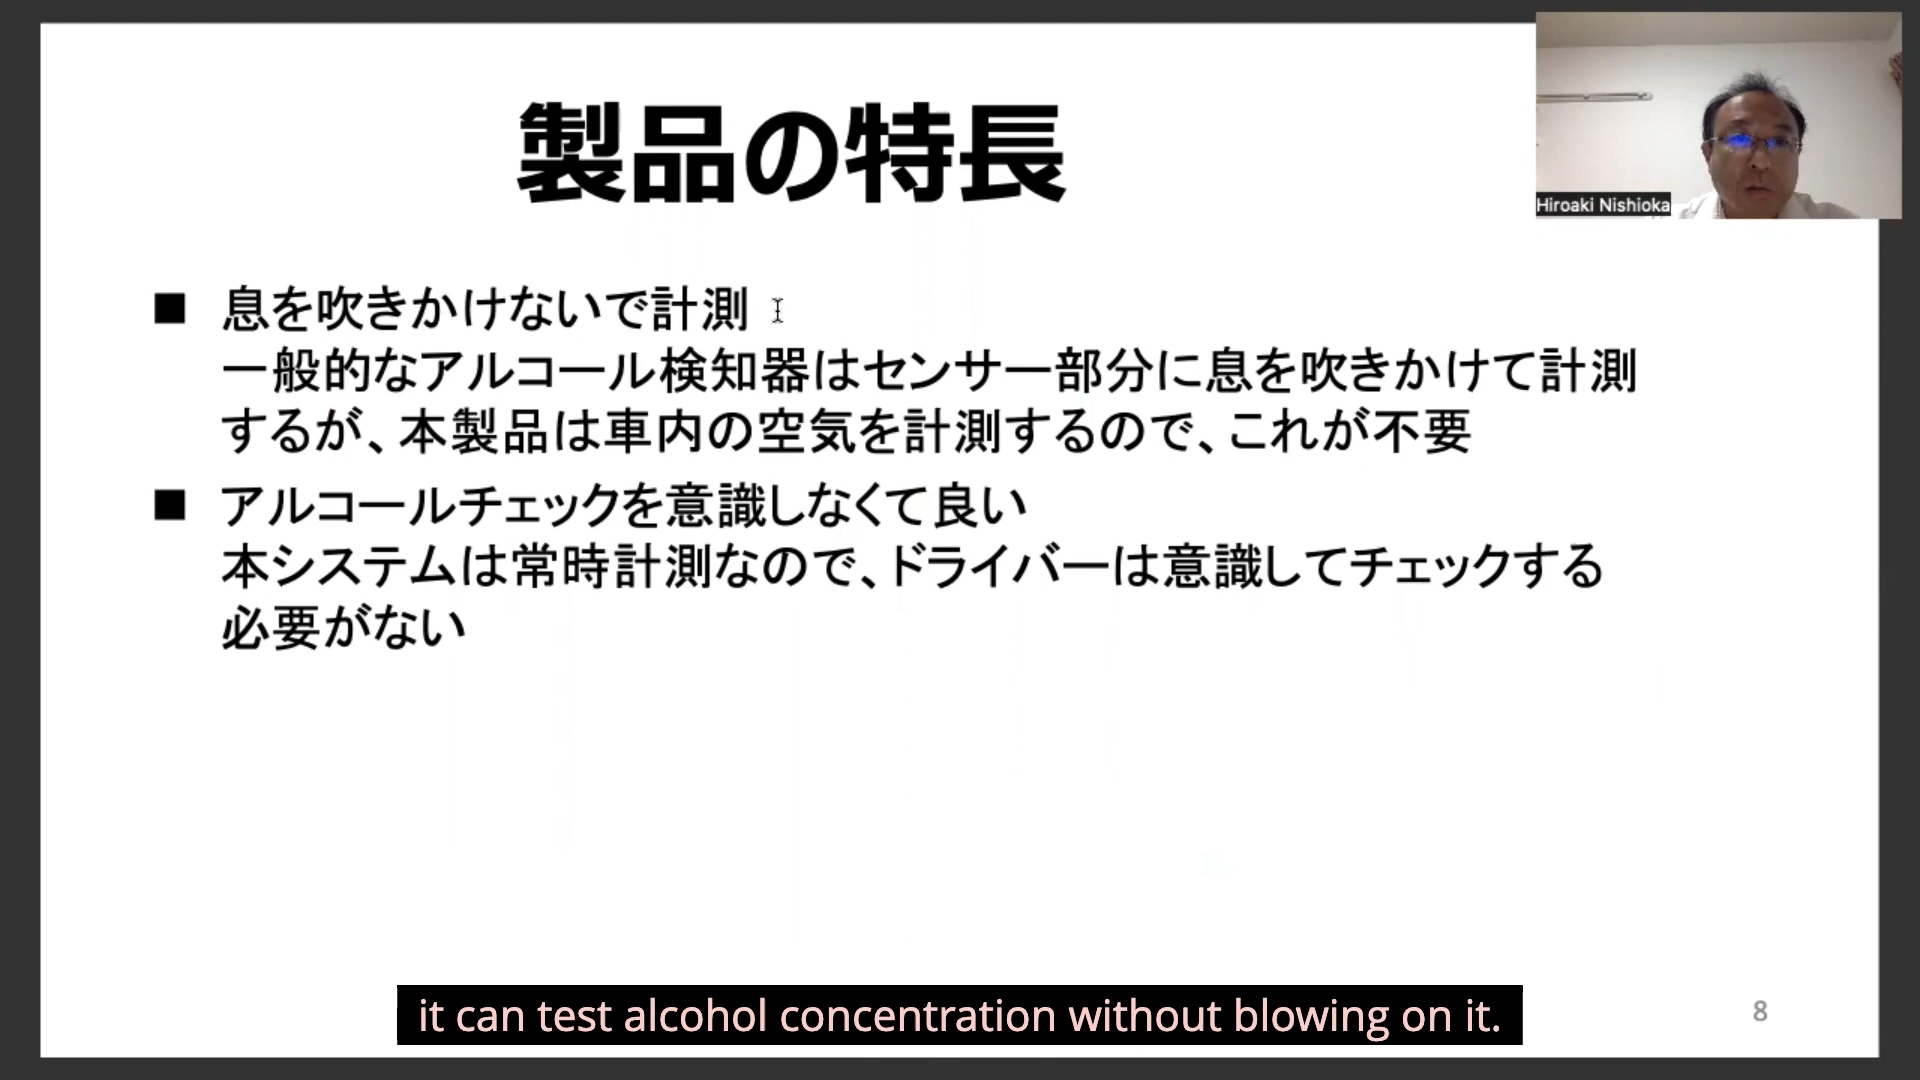 製品の特長
Hiroaki Nishioka
■ 息を吹きかけないで計測
一般的なアルコール検知器はセンサー部分に息を吹きかけて計測
するが、本製品は車内の空気を計測するので、これが不要
■ アルコールチェックを意識しなくて良い
本システムは常時計測なので、ドライバーは意識してチェックする
必要がない
it can test alcohol concentration without blowing on it.
8